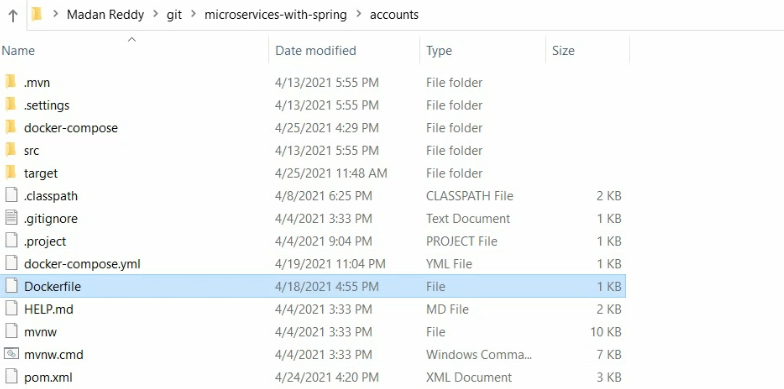 Madan Reddy > git > microservices-with-spring > accounts
Name Date modified Type Size
.mvn 4/13/2021 5:55 PM File folder
.settings 4/13/2021 5:55 PM File folder
docker-compose 4/25/2021 4:29 PM File folder
src 4/13/2021 5:55 PM File folder
target 4/25/2021 11:48 AM File folder
.classpath 4/8/2021 6:25 PM CLASSPATH File 2 KB
.gitignore 4/4/2021 3:33 PM Text Document 1 KB
.project 4/4/2021 9:04 PM PROJECT File 1 KB
docker-compose.yml 4/19/2021 11:04 PM YML File 1 KB
Dockerfile 4/18/2021 4:55 PM File 1 KB
HELP.md 4/4/2021 3:33 PM MD File 2 KB
mvnw 4/4/2021 3:33 PM File 10 KB
mvnw.cmd 4/4/2021 3:33 PM Windows Comma... 7 KB
pom.xml 4/24/2021 4:20 PM XML Document 3 KB